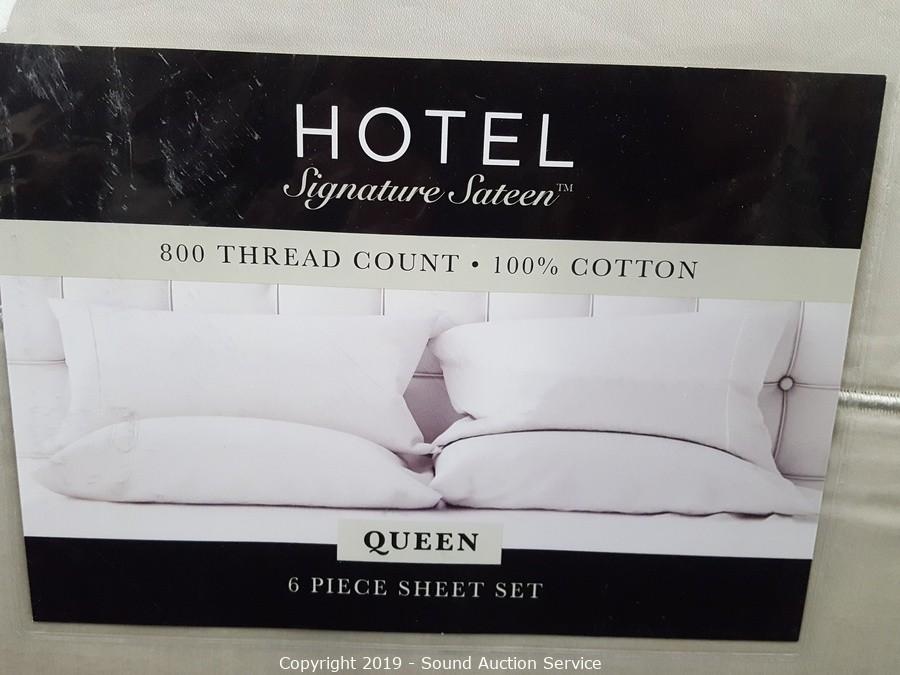 HOTEL
Signature Sateen™
800 THREAD COUNT • 100% COTTON
QUEEN
6 PIECE SHEET SET
Copyright 2019 - Sound Auction Service